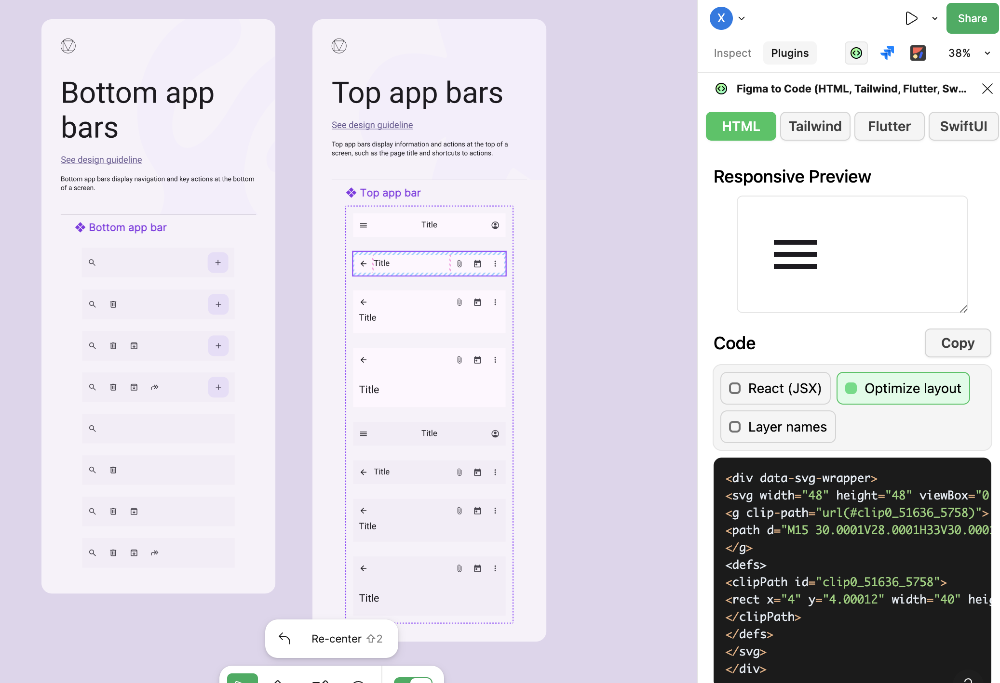 Bottom app
bars
See design guideline
Bottom app bars display navigation and key actions at the bottom
of a screen.
Bottom app bar
Top app bars
See design guideline
Top app bars display information and actions at the top of a
screen, such as the page title and shortcuts to actions.
Top app bar
Title
Title
Title
Title
Title
Title
Title
Title
Re-center ⇧2
X
Share
Inspect
Plugins
38%
Figma to Code (HTML, Tailwind, Flutter, Sw...
HTML
Tailwind
Flutter
SwiftUI
Responsive Preview
Code
Copy
React (JSX)
Optimize layout
Layer names
<div data-svg-wrapper>
<svg width="48" height="48" viewBox="0
<g clip-path="url(#clip0_51636_5758)">
<path d="M15 30.0001V28.0001H33V30.0001
</g>
<defs>
<clipPath id="clip0_51636_5758">
<rect x="4" y="4.00012" width="40" heig
</clipPath>
</defs>
</svg>
</div>